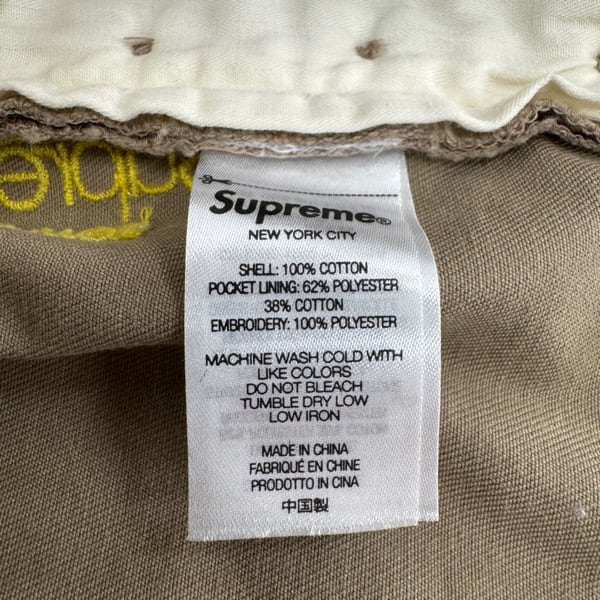 Supreme®
NEW YORK CITY
SHELL: 100% COTTON
POCKET LINING: 62% POLYESTER
38% COTTON
EMBROIDERY: 100% POLYESTER
MACHINE WASH COLD WITH
LIKE COLORS
DO NOT BLEACH
TUMBLE DRY LOW
LOW IRON
MADE IN CHINA
FABRIQUÉ EN CHINE
PRODOTTO IN CINA
中国製